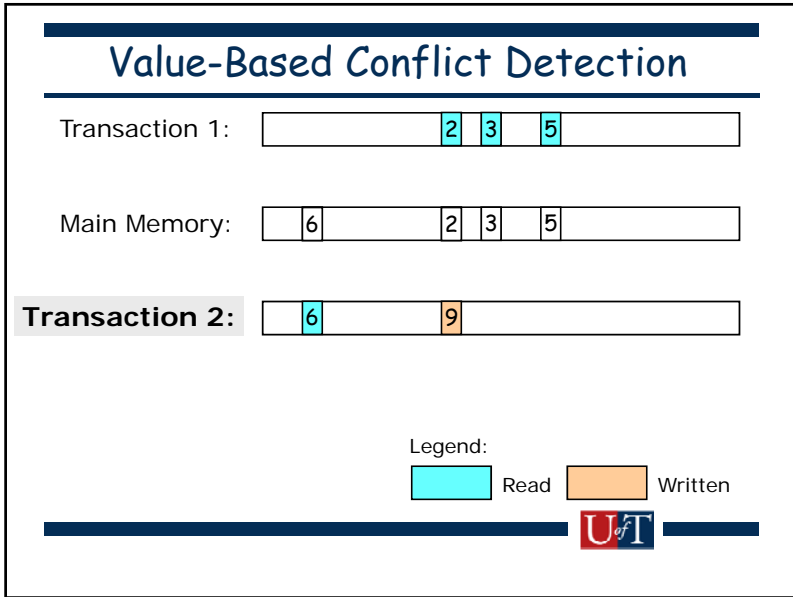 Value-Based Conflict Detection
Transaction 1: 2 3 5
Main Memory: 6 2 3 5
Transaction 2: 6 9
Legend:
Read Written
UofT